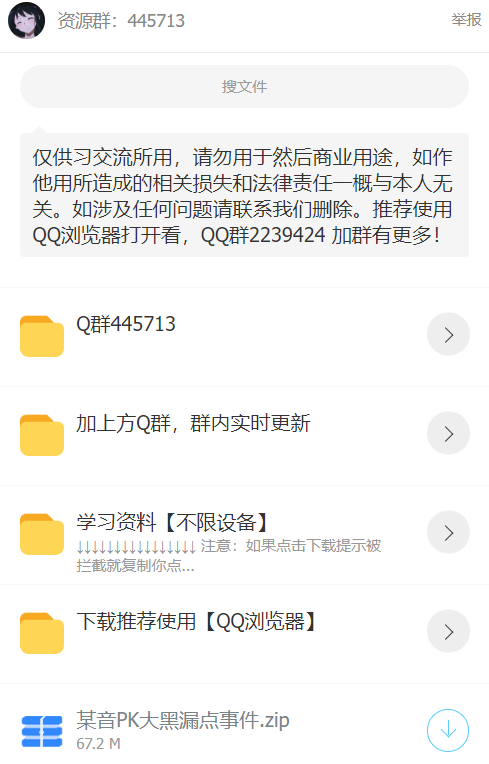 资源群：445713
举报
搜文件
仅供习交流所用，请勿用于然后商业用途，如作
他用所造成的相关损失和法律责任一概与本人无
关。如涉及任何问题请联系我们删除。推荐使用
QQ浏览器打开看，QQ群2239424 加群有更多！
Q群445713
加上方Q群，群内实时更新
学习资料【不限设备】
↓↓↓↓↓↓↓↓↓↓↓↓↓↓↓↓ 注意：如果点击下载提示被
拦截就复制你点...
下载推荐使用【QQ浏览器】
某音PK大黑漏点事件.zip
67.2 M